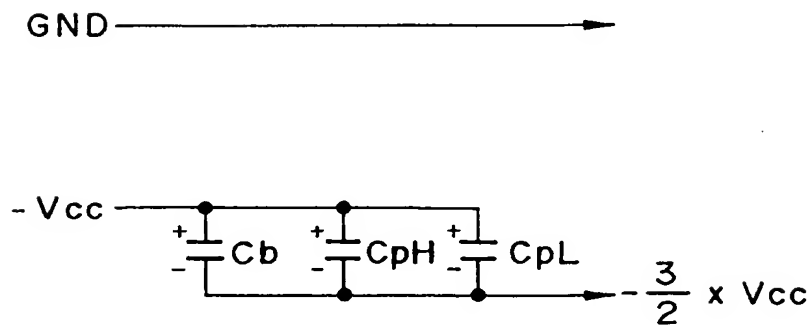 GND
-Vcc
+ + +
- Cb - CpH - CpL
- 3/2 x Vcc